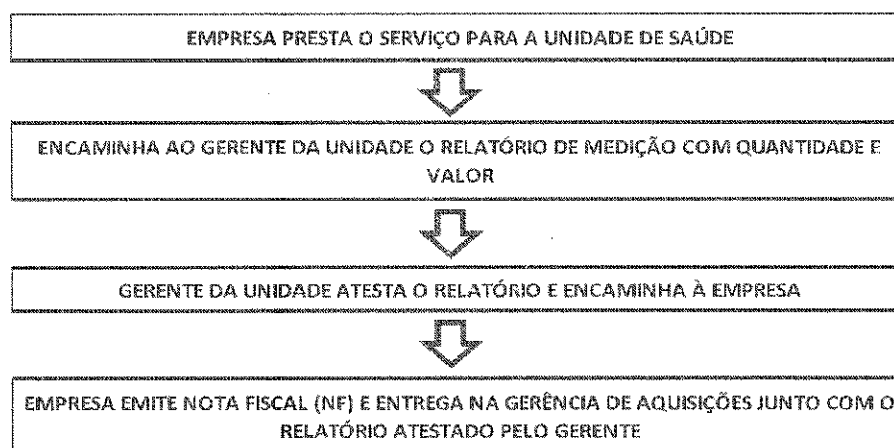 EMPRESA PRESTA O SERVIÇO PARA A UNIDADE DE SAÚDE
ENCAMINHA AO GERENTE DA UNIDADE O RELATÓRIO DE MEDIÇÃO COM QUANTIDADE E
VALOR
GERENTE DA UNIDADE ATESTA O RELATÓRIO E ENCAMINHA À EMPRESA
EMPRESA EMITE NOTA FISCAL (NF) E ENTREGA NA GERÊNCIA DE AQUISIÇÕES JUNTO COM O
RELATÓRIO ATESTADO PELO GERENTE